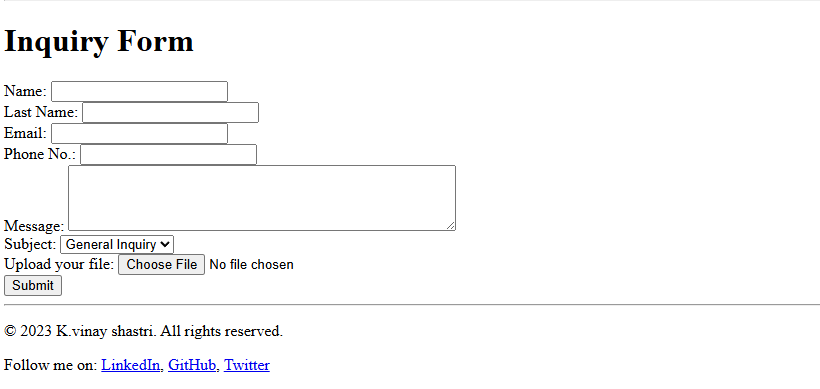 Inquiry Form
Name:
Last Name:
Email:
Phone No.:
Message:
Subject: General Inquiry
Upload your file: Choose File No file chosen
Submit
© 2023 K.vinay shastri. All rights reserved.
Follow me on: LinkedIn, GitHub, Twitter